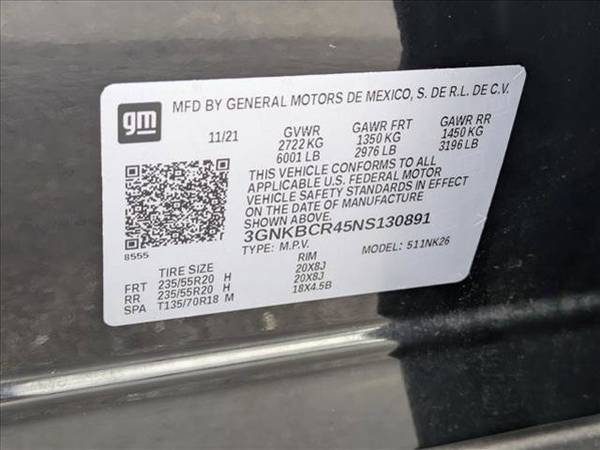 gm
MFD BY GENERAL MOTORS DE MEXICO, S. DE R.L. DE C.V.
11/21 GVWR GAWR FRT GAWR RR
2722 KG 1350 KG 1450 KG
6001 LB 2976 LB 3196 LB
THIS VEHICLE CONFORMS TO ALL
APPLICABLE U.S. FEDERAL MOTOR
VEHICLE SAFETY STANDARDS IN EFFECT
ON THE DATE OF MANUFACTURE
SHOWN ABOVE.
3GNKBCR45NS130891
8555
TYPE: M.P.V. MODEL: 511NK26
TIRE SIZE RIM
FRT 235/55R20 H 20X8J
RR 235/55R20 H 20X8J
SPA T135/70R18 M 18X4.5B